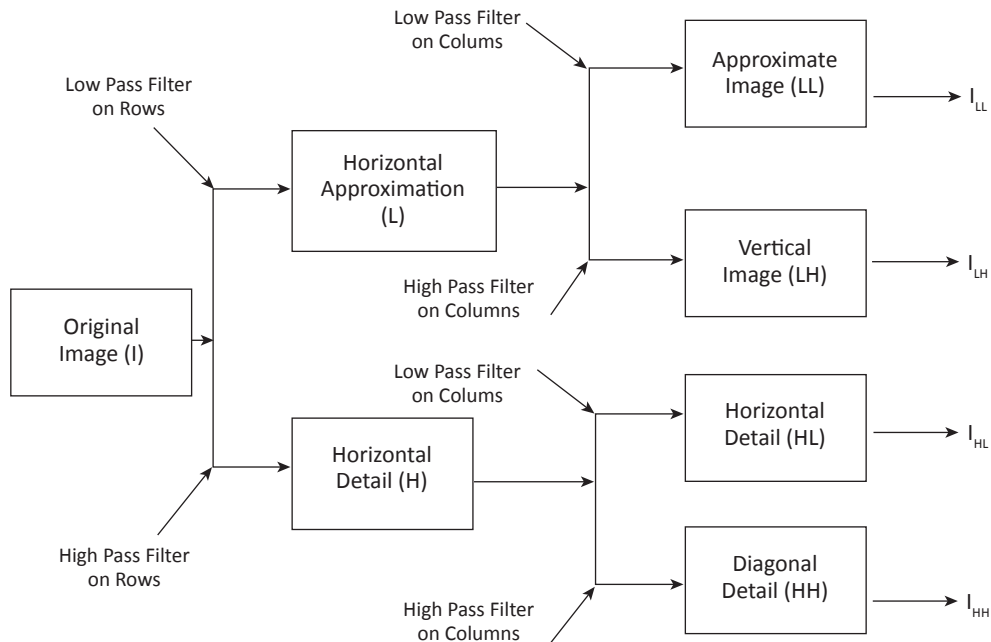 Low Pass Filter
on Colums
Approximate
Image (LL)
I_LL
Low Pass Filter
on Rows
Horizontal
Approximation
(L)
Vertical
Image (LH)
I_LH
High Pass Filter
on Columns
Original
Image (I)
Low Pass Filter
on Colums
Horizontal
Detail (HL)
I_HL
Horizontal
Detail (H)
High Pass Filter
on Rows
Diagonal
Detail (HH)
I_HH
High Pass Filter
on Columns